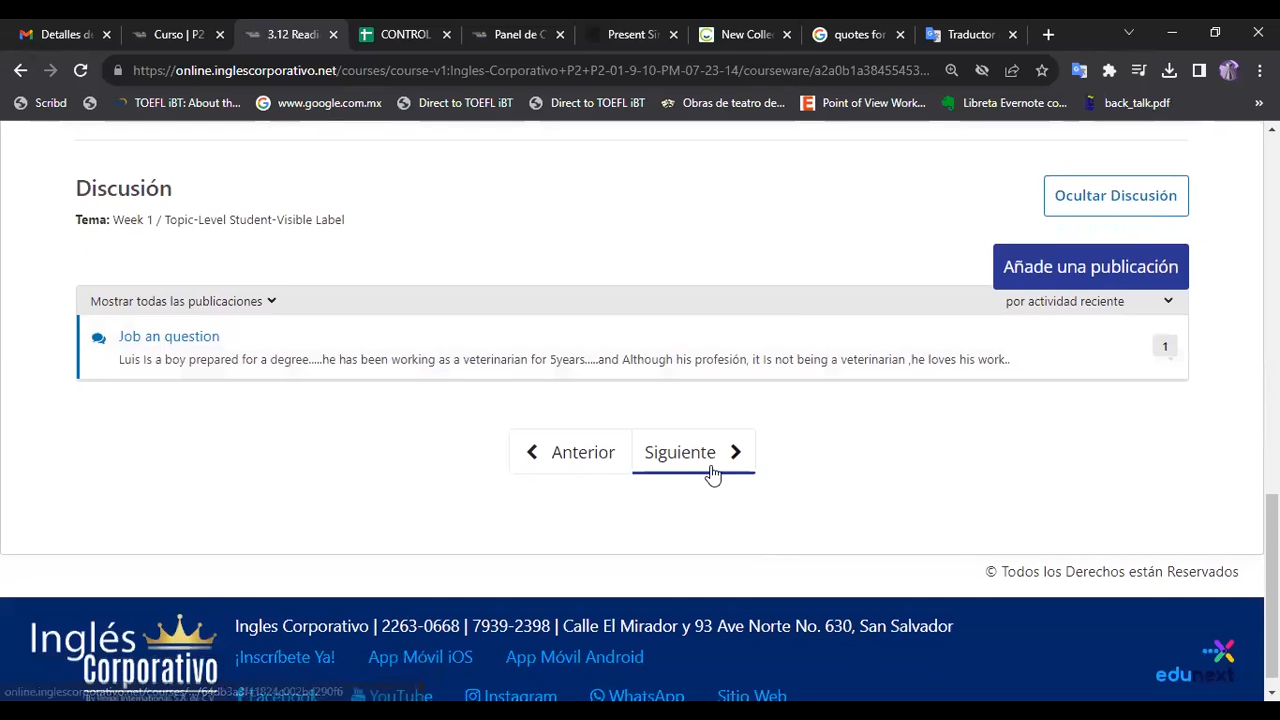 Detalles de
Curso | P2
3.12 Readi
CONTROL
Panel de C
Present Sin
New Collec
quotes for
Traductor
https://online.inglescorporativo.net/courses/course-v1:Ingles-Corporativo+P2+P2-01-9-10-PM-07-23-14/courseware/a2a0b1a38455453...
Scribd
TOEFL iBT: About th...
www.google.com.mx
Direct to TOEFL iBT
Direct to TOEFL iBT
Obras de teatro de...
Point of View Work...
Libreta Evernote co...
back_talk.pdf
»
Discusión
Ocultar Discusión
Tema: Week 1 / Topic-Level Student-Visible Label
Añade una publicación
Mostrar todas las publicaciones
por actividad reciente
Job an question
1
Luis Is a boy prepared for a degree.....he has been working as a veterinarian for 5years.....and Although his profesión, it Is not being a veterinarian ,he loves his work..
Anterior
Siguiente
© Todos los Derechos están Reservados
Inglés Corporativo
Ingles Corporativo | 2263-0668 | 7939-2398 | Calle El Mirador y 93 Ave Norte No. 630, San Salvador
¡Inscríbete Ya!
App Móvil iOS
App Móvil Android
edunext
Facebook
YouTube
Instagram
WhatsApp
Sitio Web